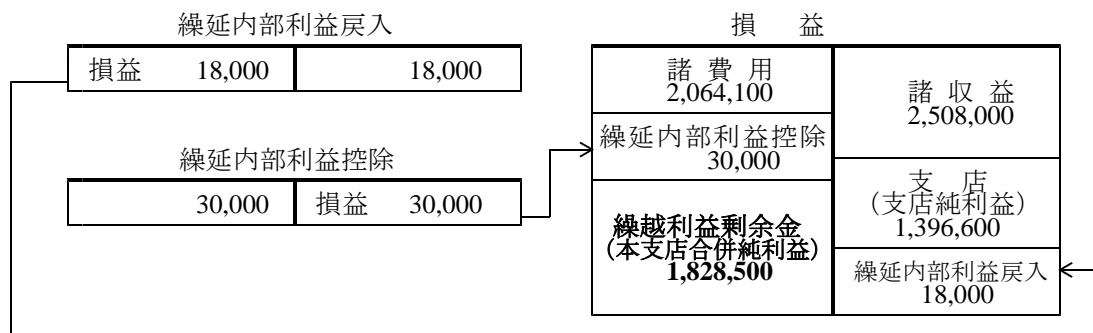 繰延内部利益戻入
損益 18,000 18,000
繰延内部利益控除
30,000 損益 30,000
損 益
諸 費 用
2,064,100
繰延内部利益控除
30,000
繰越利益剰余金
(本支店合併純利益)
1,828,500
諸 収 益
2,508,000
支 店
(支店純利益)
1,396,600
繰延内部利益戻入
18,000